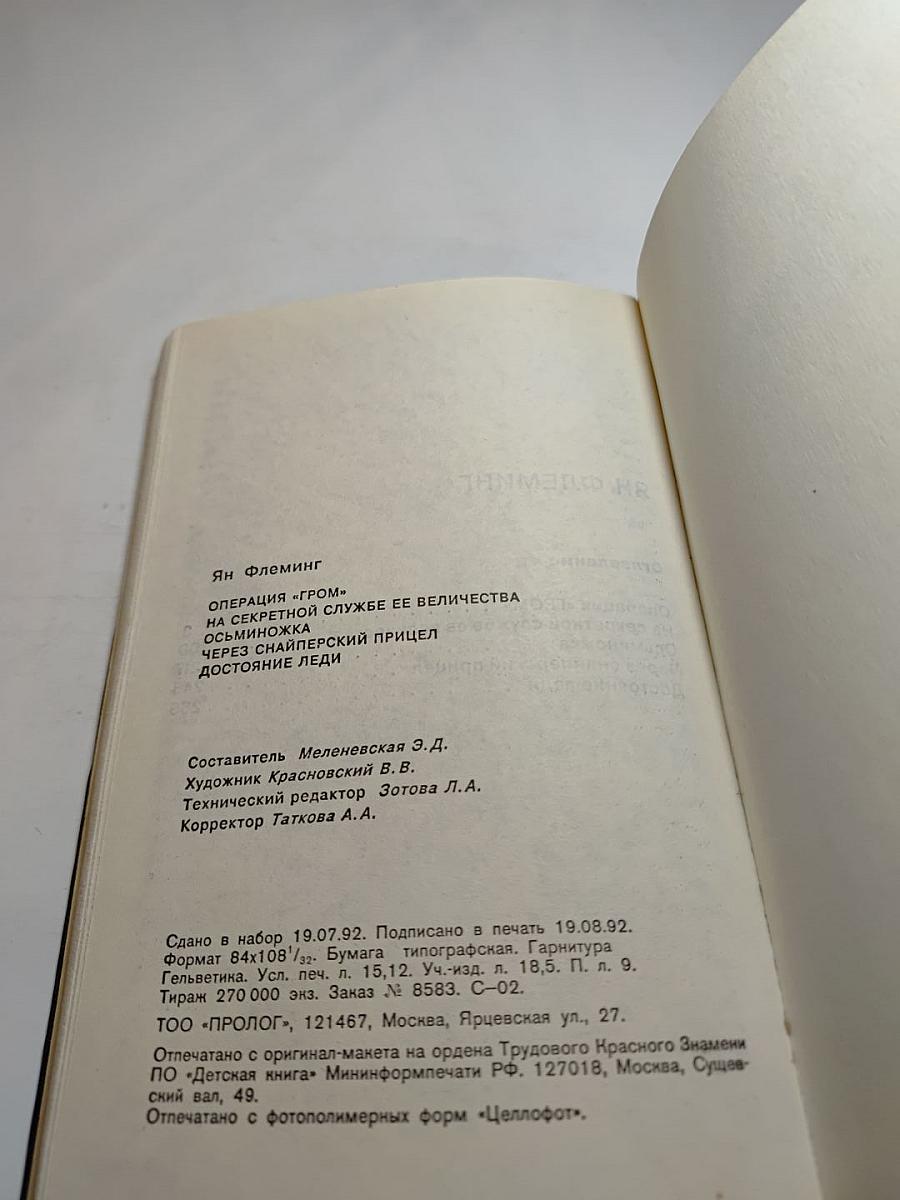 Ян Флеминг
ОПЕРАЦИЯ «ГРОМ»
НА СЕКРЕТНОЙ СЛУЖБЕ ЕЕ ВЕЛИЧЕСТВА
ОСЬМИНОЖКА
ЧЕРЕЗ СНАЙПЕРСКИЙ ПРИЦЕЛ
ДОСТОЯНИЕ ЛЕДИ
Составитель Меленевская Э.Д.
Художник Красновский В.В.
Технический редактор Зотова Л.А.
Корректор Таткова А.А.
Сдано в набор 19.07.92. Подписано в печать 19.08.92.
Формат 84х108¹/₃₂. Бумага типографская. Гарнитура
Гельветика. Усл. печ. л. 15,12. Уч.-изд. л. 18,5. П. л. 9.
Тираж 270 000 экз. Заказ № 8583. С–02.
ТОО «ПРОЛОГ», 121467, Москва, Ярцевская ул., 27.
Отпечатано с оригинал-макета на ордена Трудового Красного Знамени
ПО «Детская книга» Мининформпечати РФ. 127018, Москва, Сущев-
ский вал, 49.
Отпечатано с фотополимерных форм «Целлофот».